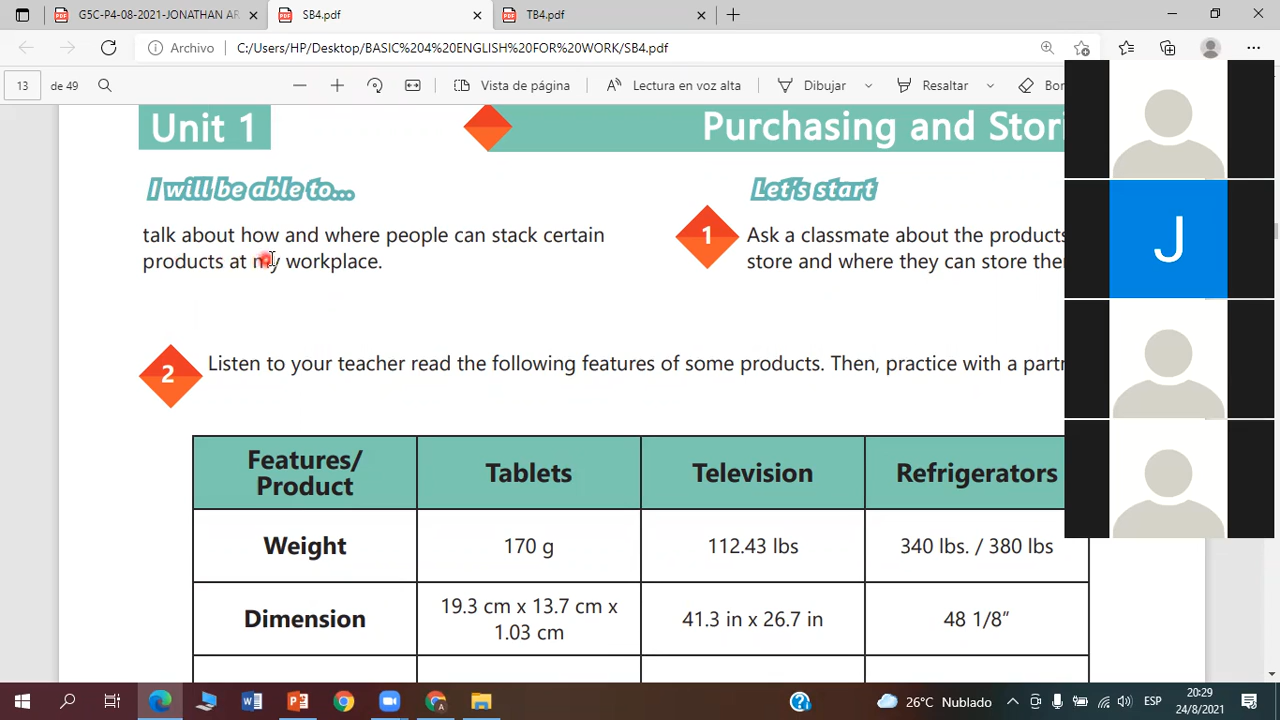 G5C-P4-08-2021-JONATHAN AR
SB4.pdf
TB4.pdf
Archivo
C:/Users/HP/Desktop/BASIC%204%20ENGLISH%20FOR%20WORK/SB4.pdf
13
de 49
Vista de página
Lectura en voz alta
Dibujar
Resaltar
Bor
Unit 1
Purchasing and Stori
I will be able to...
talk about how and where people can stack certain
products at my workplace.
Let's start
1
Ask a classmate about the products
store and where they can store the
2
Listen to your teacher read the following features of some products. Then, practice with a partn
Features/
Product
Tablets
Television
Refrigerators
Weight
170 g
112.43 lbs
340 lbs. / 380 lbs
Dimension
19.3 cm x 13.7 cm x
1.03 cm
41.3 in x 26.7 in
48 1/8”
J
26°C Nublado
ESP
20:29
24/8/2021